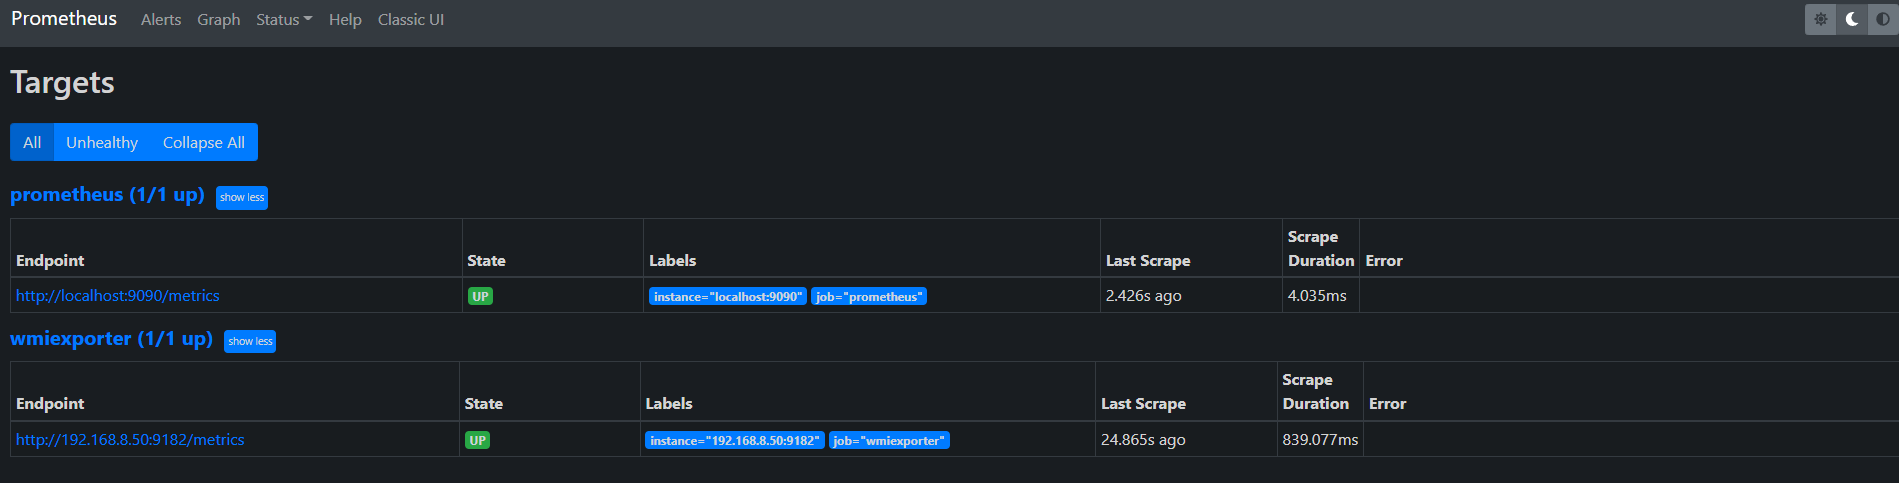 Prometheus Alerts Graph Status Help Classic UI
Targets
All Unhealthy Collapse All
prometheus (1/1 up) show less
Endpoint State Labels Last Scrape Scrape Duration Error
http://localhost:9090/metrics UP instance="localhost:9090" job="prometheus" 2.426s ago 4.035ms
wmiexporter (1/1 up) show less
Endpoint State Labels Last Scrape Scrape Duration Error
http://192.168.8.50:9182/metrics UP instance="192.168.8.50:9182" job="wmiexporter" 24.865s ago 839.077ms